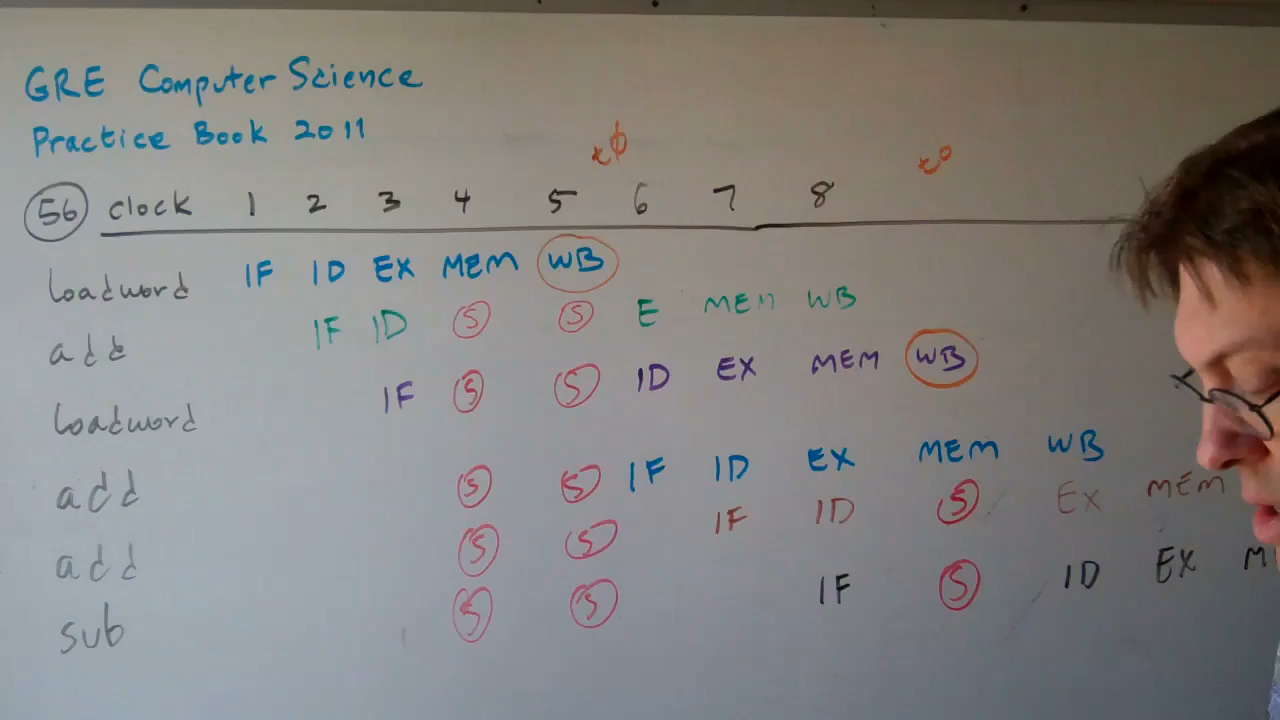 GRE Computer Science
Practice Book 2011
56 clock 1 2 3 4 5 6 7 8
loadword IF ID EX MEM WB
add IF ID S S E MEM WB
loadword IF S S ID EX MEM WB
add S S IF ID EX MEM WB
add S S IF ID S EX MEM
sub S S IF S ID EX